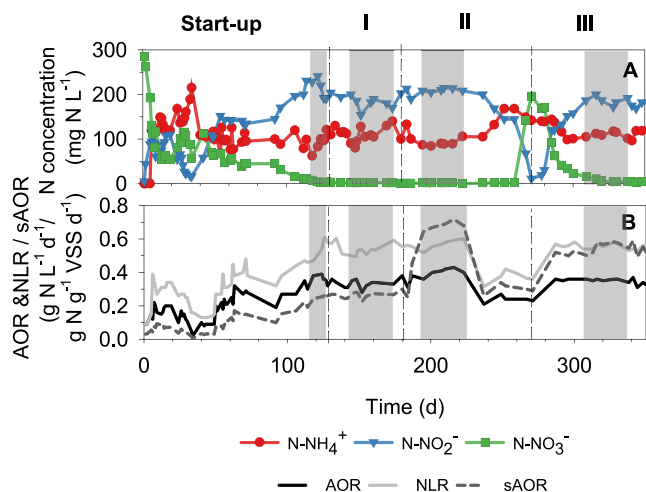 Start-up I II III
A
N concentration
(mg N L⁻¹)
300
200
100
0
B
AOR &NLR / sAOR
(g N L⁻¹ d⁻¹/
g N g⁻¹ VSS d⁻¹)
0.8
0.6
0.4
0.2
0.0
0 100 200 300
Time (d)
N-NH₄⁺ N-NO₂⁻ N-NO₃⁻
AOR NLR sAOR